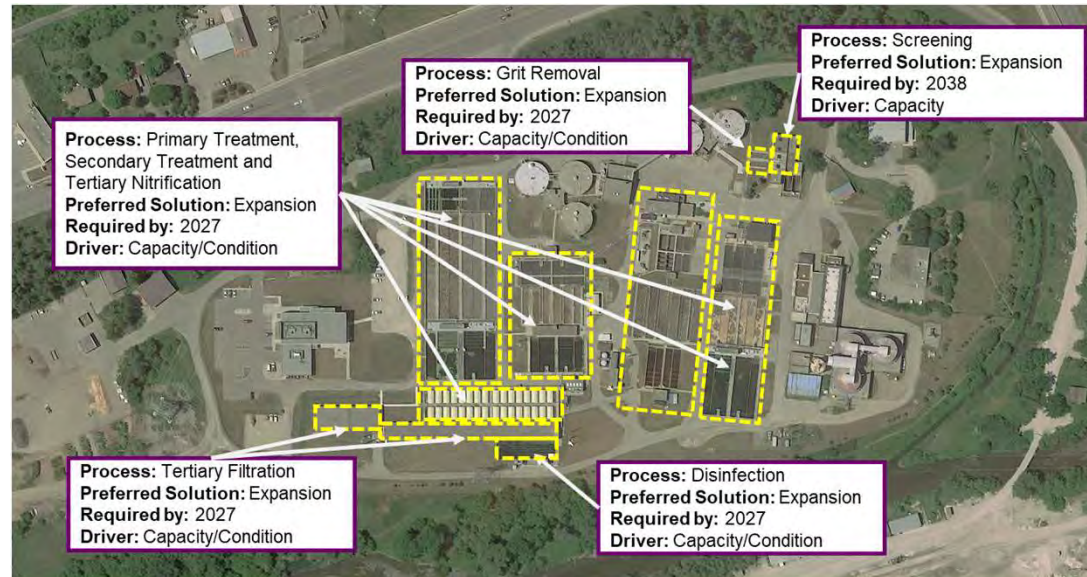 Process: Screening
Preferred Solution: Expansion
Required by: 2038
Driver: Capacity
Process: Grit Removal
Preferred Solution: Expansion
Required by: 2027
Driver: Capacity/Condition
Process: Primary Treatment,
Secondary Treatment and
Tertiary Nitrification
Preferred Solution: Expansion
Required by: 2027
Driver: Capacity/Condition
Process: Tertiary Filtration
Preferred Solution: Expansion
Required by: 2027
Driver: Capacity/Condition
Process: Disinfection
Preferred Solution: Expansion
Required by: 2027
Driver: Capacity/Condition